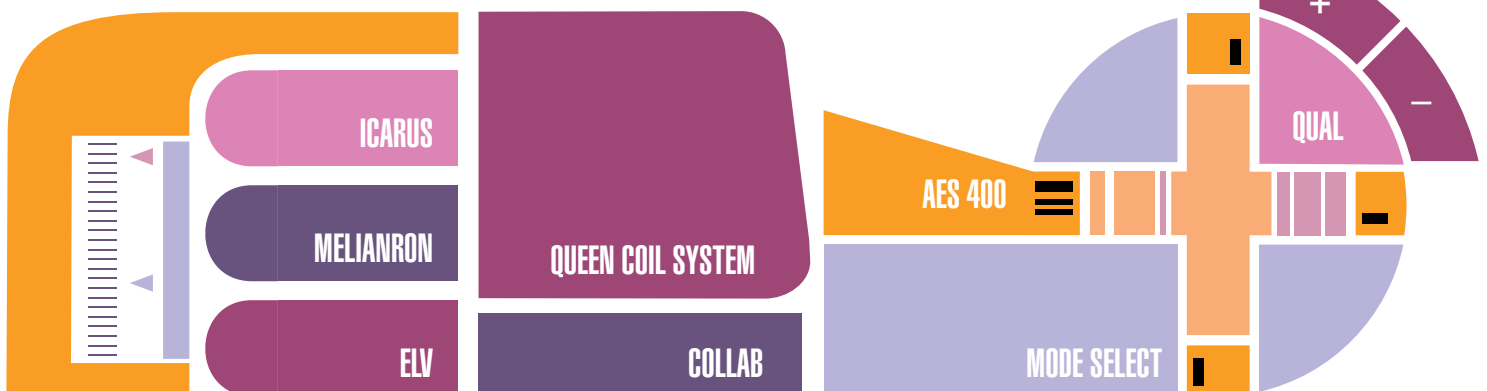 ICARUS
MELIANRON
ELV
QUEEN COIL SYSTEM
COLLAB
AES 400
MODE SELECT
QUAL
+
−